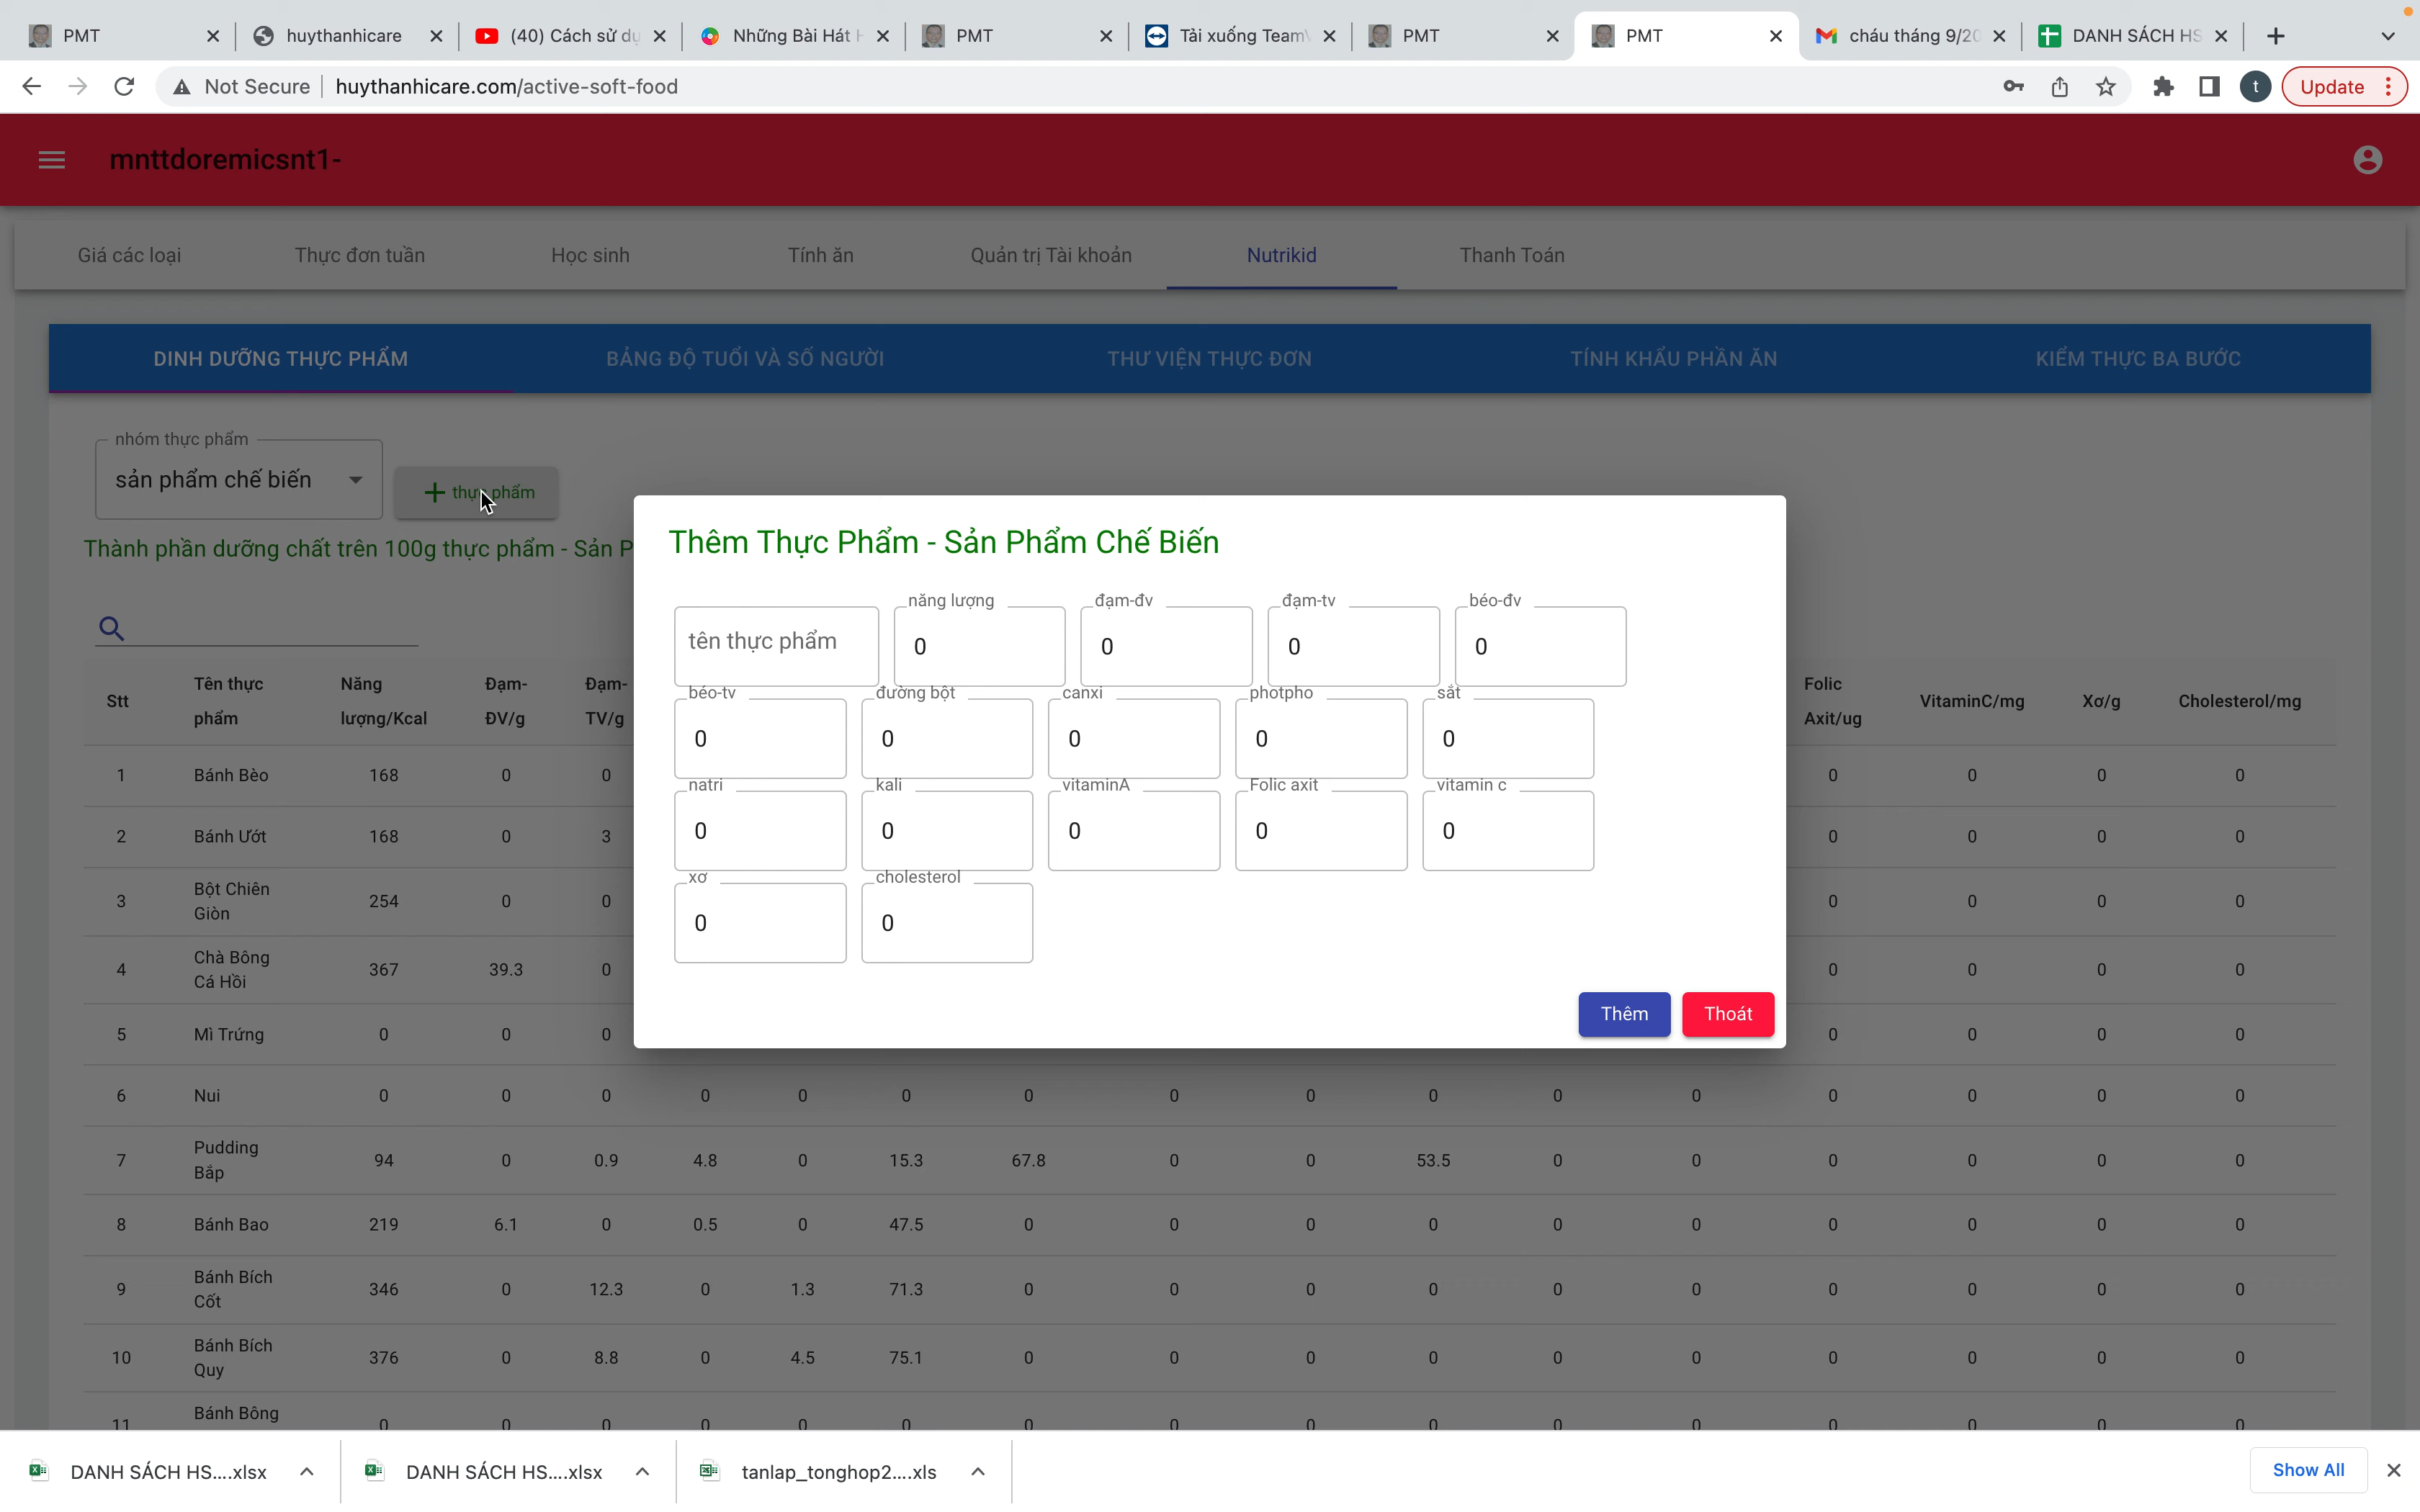 PMT
huythanhicare
(40) Cách sử dụ
Những Bài Hát H
PMT
Tải xuống TeamV
PMT
PMT
cháu tháng 9/20
DANH SÁCH HS
Not Secure
huythanhicare.com/active-soft-food
t
Update
mnttdoremicsnt1-
Giá các loại
Thực đơn tuần
Học sinh
Tính ăn
Quản trị Tài khoản
Nutrikid
Thanh Toán
DINH DƯỠNG THỰC PHẨM
BẢNG ĐỘ TUỔI VÀ SỐ NGƯỜI
THƯ VIỆN THỰC ĐƠN
TÍNH KHẨU PHẦN ĂN
KIỂM THỰC BA BƯỚC
nhóm thực phẩm
sản phẩm chế biến
thực phẩm
Thành phần dưỡng chất trên 100g thực phẩm - Sản P
Thêm Thực Phẩm - Sản Phẩm Chế Biến
tên thực phẩm
năng lượng
0
đạm-đv
0
đạm-tv
0
béo-đv
0
béo-tv
0
đường bột
0
canxi
0
photpho
0
sắt
0
natri
0
kali
0
vitaminA
0
Folic axit
0
vitamin c
0
xơ
0
cholesterol
0
Thêm
Thoát
Stt
Tên thực
phẩm
Năng
lượng/Kcal
Đạm-
ĐV/g
Đạm-
TV/g
Folic
Axit/ug
VitaminC/mg
Xơ/g
Cholesterol/mg
1 Bánh Bèo 168 0 0 0 0 0 0
2 Bánh Ướt 168 0 3 0 0 0 0
3 Bột Chiên
Giòn 254 0 0 0 0 0 0
4 Chà Bông
Cá Hồi 367 39.3 0 0 0 0 0
5 Mì Trứng 0 0 0 0 0 0 0
6 Nui 0 0 0 0 0 0 0 0 0 0 0 0 0 0 0 0
7 Pudding
Bắp 94 0 0.9 4.8 0 15.3 67.8 0 0 53.5 0 0 0 0 0 0
8 Bánh Bao 219 6.1 0 0.5 0 47.5 0 0 0 0 0 0 0 0 0 0
9 Bánh Bích
Cốt 346 0 12.3 0 1.3 71.3 0 0 0 0 0 0 0 0 0 0
10 Bánh Bích
Quy 376 0 8.8 0 4.5 75.1 0 0 0 0 0 0 0 0 0 0
11 Bánh Bông
0 0 0 0 0 0 0 0 0 0 0 0 0 0 0 0
DANH SÁCH HS....xlsx
DANH SÁCH HS....xlsx
tanlap_tonghop2....xls
Show All